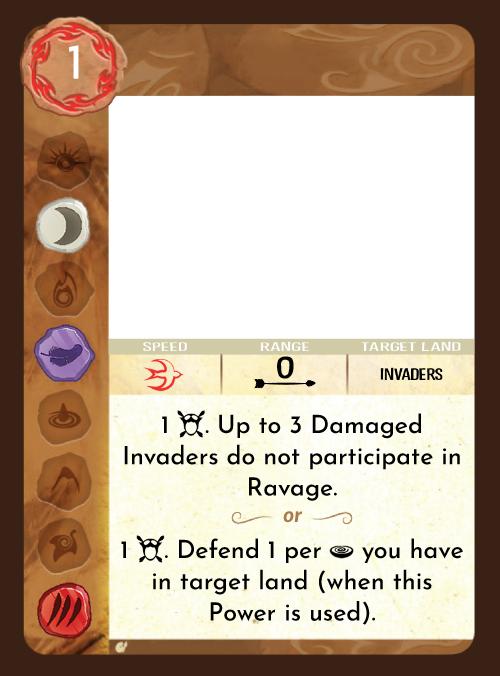 1
SPEED RANGE TARGET LAND
0 INVADERS
1 . Up to 3 Damaged
Invaders do not participate in
Ravage.
or
1 . Defend 1 per you have
in target land (when this
Power is used).